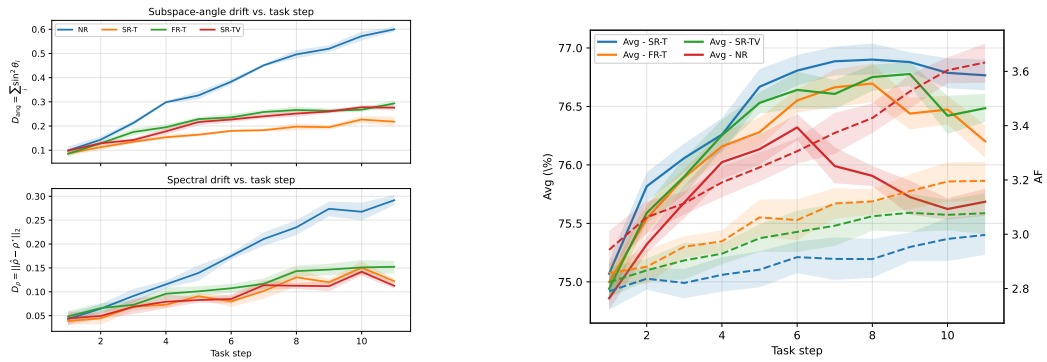 Subspace-angle drift vs. task step
NR SR-T FR-T SR-TV
0.6
0.5
0.4
0.3
0.2
0.1
D_ang = ∑ sin² θᵢ
Spectral drift vs. task step
0.30
0.25
0.20
0.15
0.10
0.05
D_ρ = ||ρ̂ − ρ*||₂
2 4 6 8 10
Task step
Avg - SR-T Avg - SR-TV
Avg - FR-T Avg - NR
77.0
76.5
76.0
75.5
75.0
Avg (\%)
3.6
3.4
3.2
3.0
2.8
AF
2 4 6 8 10
Task step